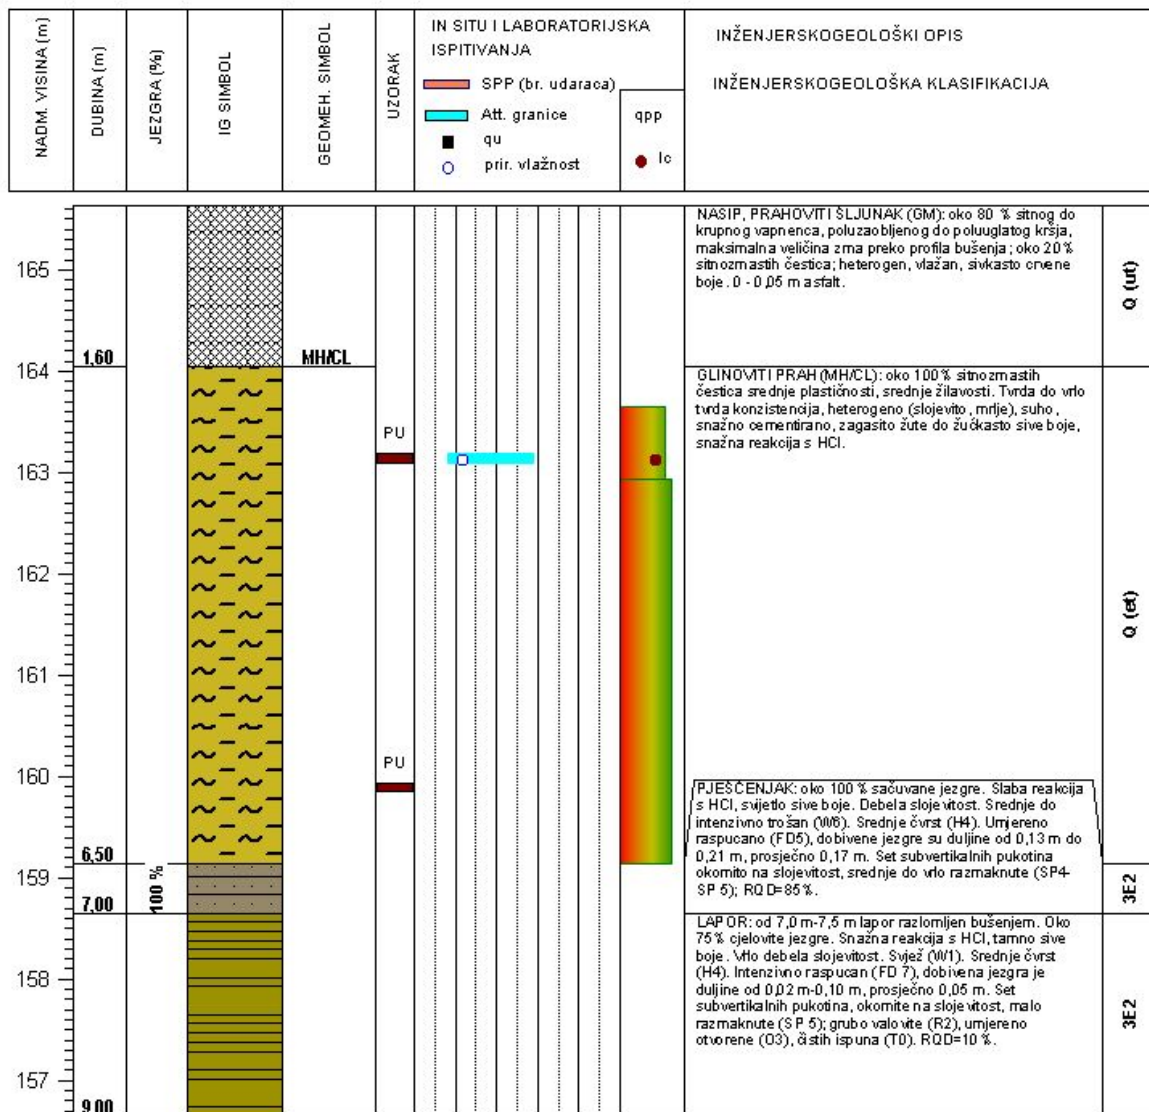 NADM. VISINA (m)
DUBINA (m)
JEZGRA (%)
IG SIMBOL
GEOMEH. SIMBOL
UZORAK
IN SITU I LABORATORIJSKA
ISPITIVANJA
SPP (br. udaraca)
Att. granice
qu
prir. vlažnost
qpp
Ic
INŽENJERSKOGEOLOŠKI OPIS
INŽENJERSKOGEOLOŠKA KLASIFIKACIJA
NASIP, PRAHOVITI ŠLJUNAK (GM): oko 80 % sitnog do
krupnog vapnenca, poluzaobljenog do poluuglatog kršja,
maksimalna veličina zrna preko profila bušenja; oko 20%
sitnozrnastih čestica; heterogen, vlažan, sivkasto crvene
boje. 0 - 0,05 m asfalt.
Q (ut)
165
1,60
MH/CL
164
GLINOVITI PRAH (MH/CL): oko 100% sitnozrnastih
čestica srednje plastičnosti, srednje žilavosti. Tvrda do vrlo
tvrda konzistencija, heterogeno (slojevito, mrlje), suho,
snažno cementirano, zagasito žute do žućkasto sive boje,
snažna reakcija s HCl.
PU
163
162
Q (et)
161
PU
160
PJEŠČENJAK: oko 100 % sačuvane jezgre. Slaba reakcija
s HCl, svijetlo sive boje. Debela slojevitost. Srednje do
intenzivno trošan (W6). Srednje čvrst (H4). Umjereno
raspucano (FD5), dobivene jezgre su duljine od 0,13 m do
0,21 m, prosječno 0,17 m. Set subvertikalnih pukotina
okomito na slojevitost, srednje do vrlo razmaknute (SP4-
SP 5); RQD=85%.
6,50
159
100 %
3E2
7,00
LAPOR: od 7,0 m-7,5 m lapor razlomljen bušenjem. Oko
75% cjelovite jezgre. Snažna reakcija s HCl, tamno sive
boje. Vrlo debela slojevitost. Svjež (W1). Srednje čvrst
(H4). Intenzivno raspucan (FD 7), dobivena jezgra je
duljine od 0,02 m-0,10 m, prosječno 0,05 m. Set
subvertikalnih pukotina, okomite na slojevitost, malo
razmaknute (SP 5); grubo valovite (R2), umjereno
otvorene (O3), čistih ispuna (T0). RQD=10 %.
158
3E2
157
9,00